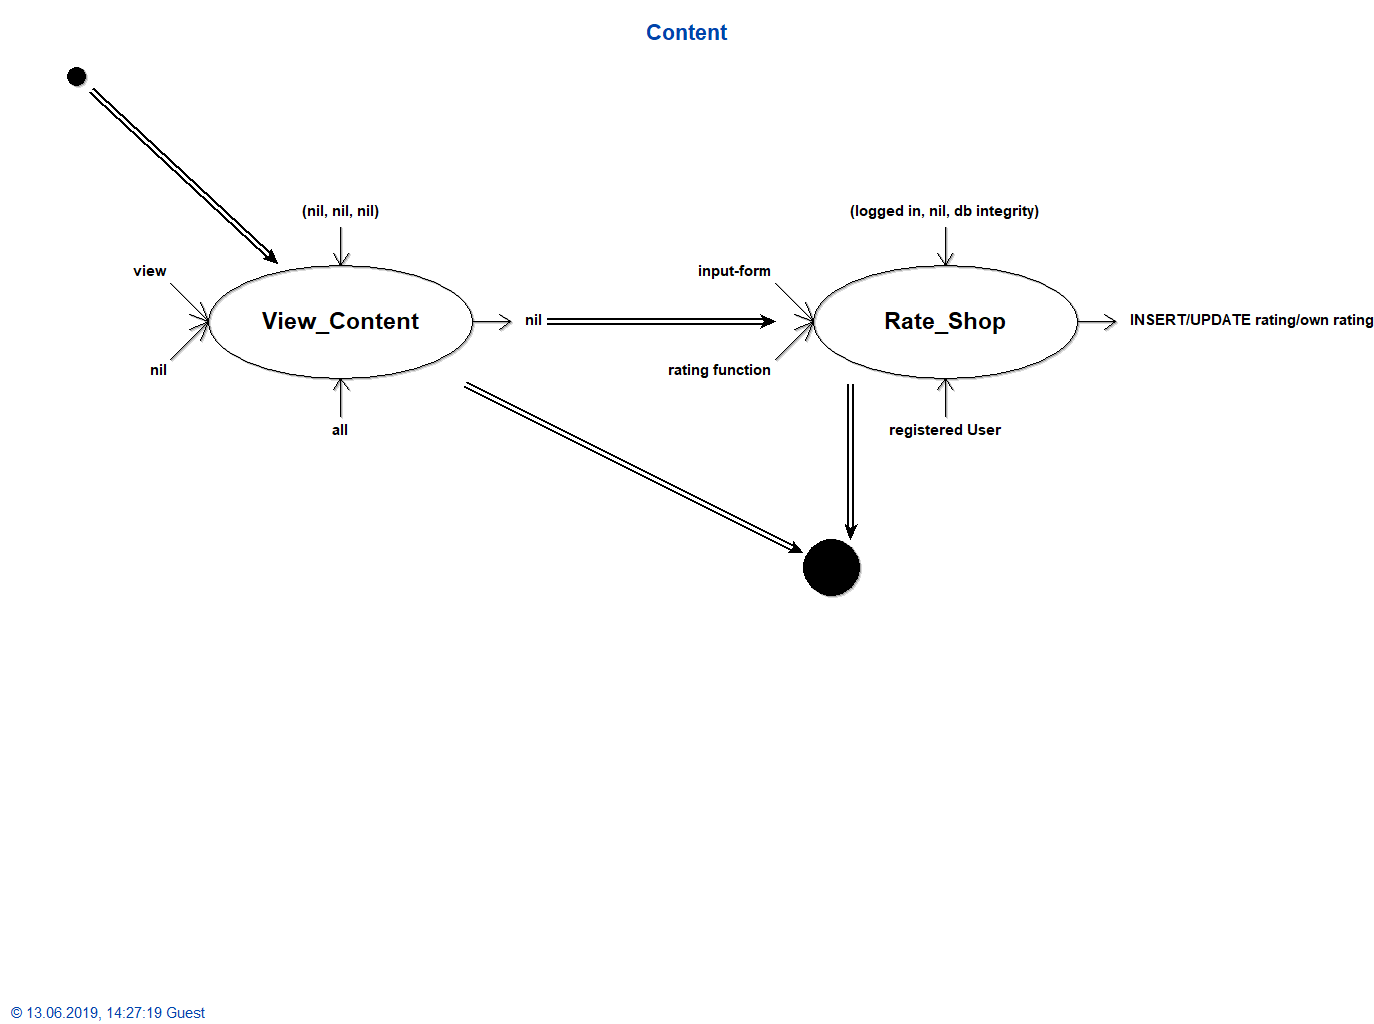 Content
(nil, nil, nil)
(logged in, nil, db integrity)
view
input-form
View_Content
nil
Rate_Shop
INSERT/UPDATE rating/own rating
nil
rating function
all
registered User
© 13.06.2019, 14:27:19 Guest